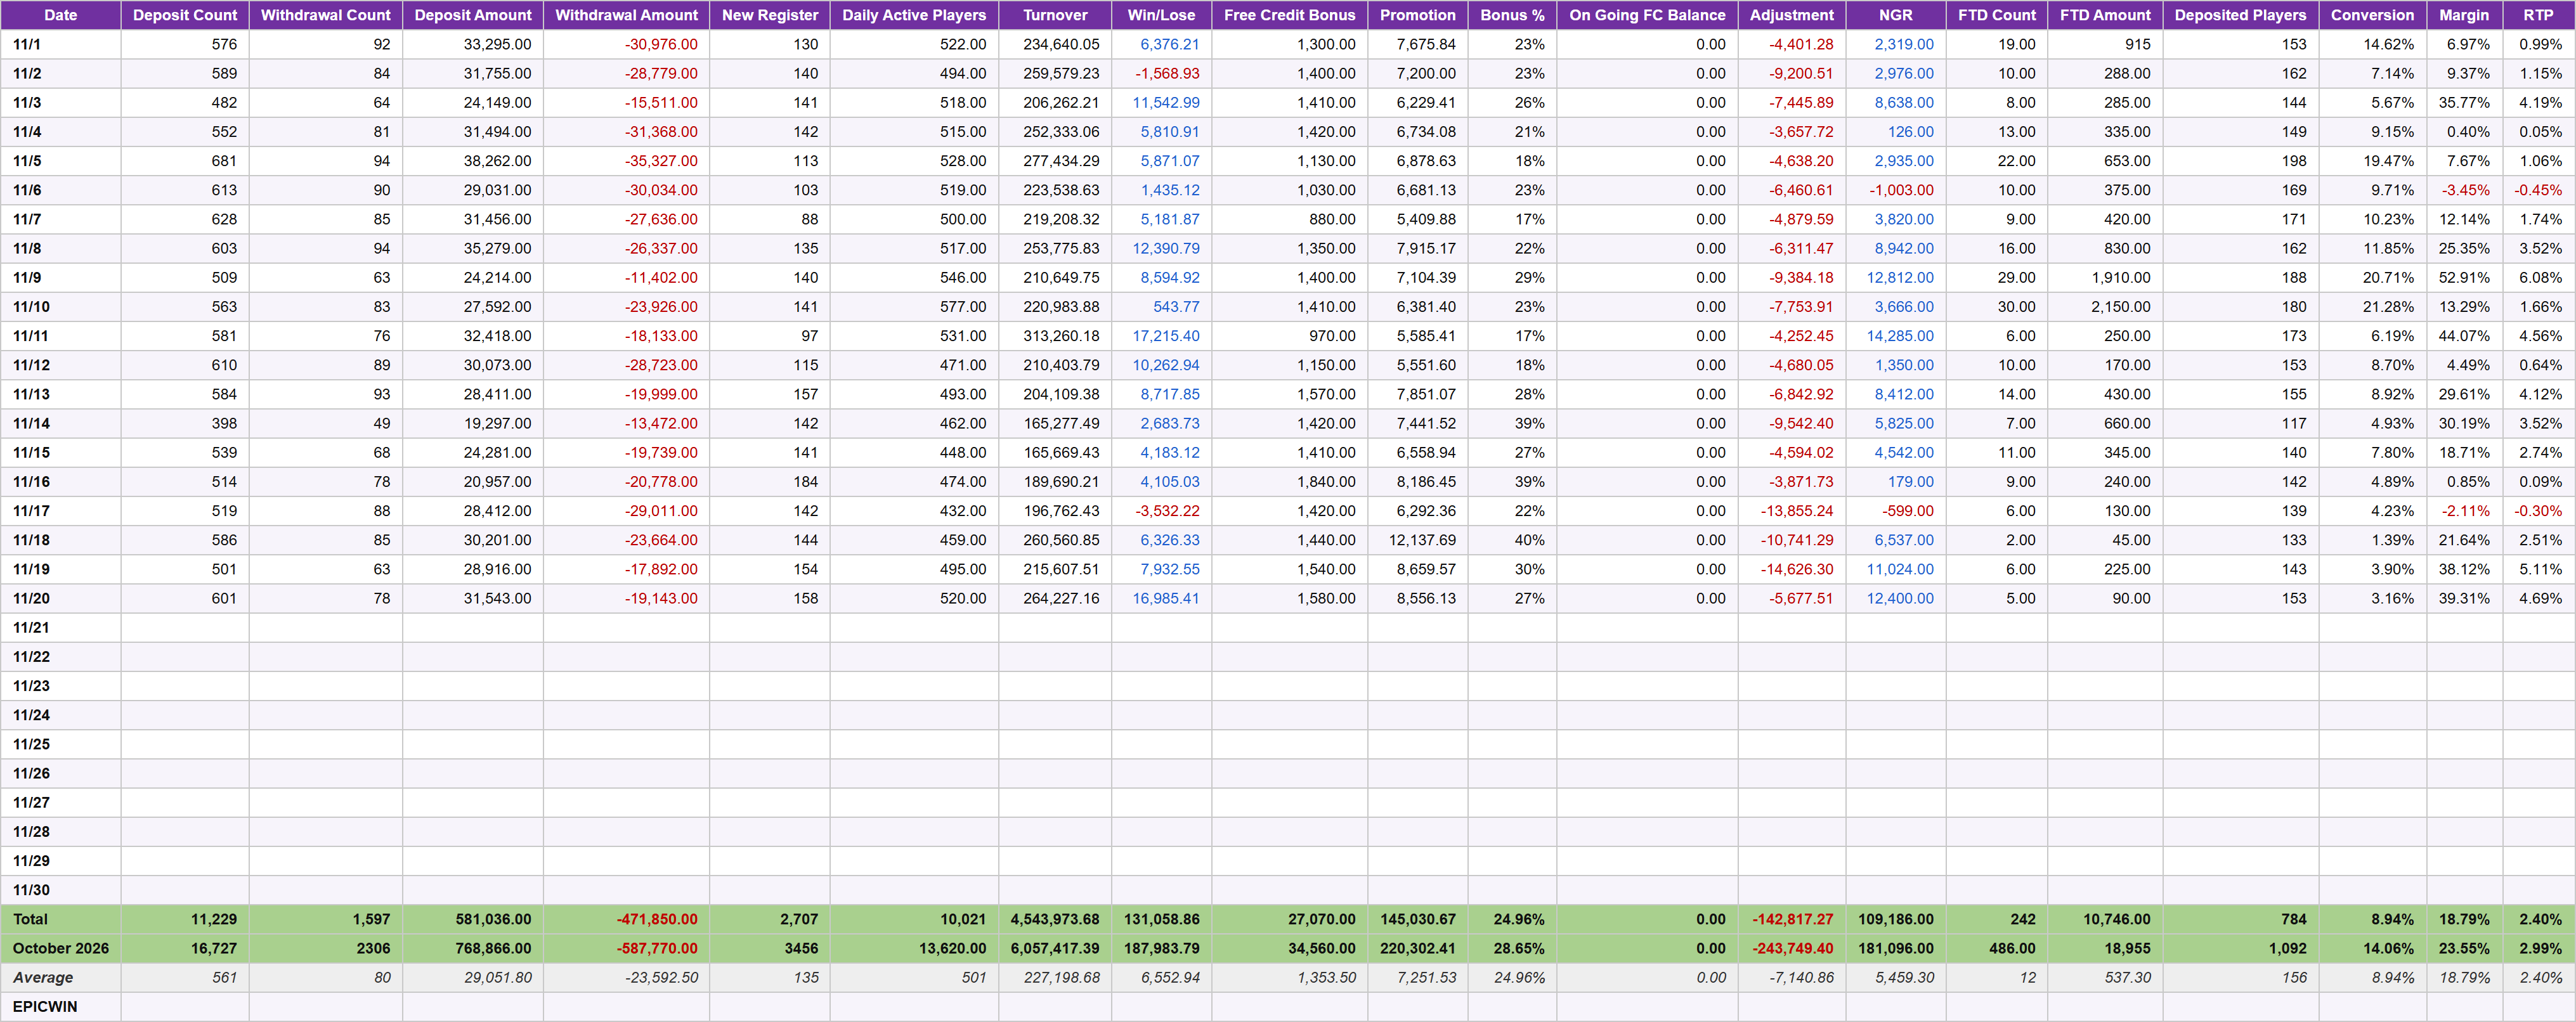 Date Deposit Count Withdrawal Count Deposit Amount Withdrawal Amount New Register Daily Active Players Turnover Win/Lose Free Credit Bonus Promotion Bonus % On Going FC Balance Adjustment NGR FTD Count FTD Amount Deposited Players Conversion Margin RTP
11/1 576 92 33,295.00 -30,976.00 130 522.00 234,640.05 6,376.21 1,300.00 7,675.84 23% 0.00 -4,401.28 2,319.00 19.00 915 153 14.62% 6.97% 0.99%
11/2 589 84 31,755.00 -28,779.00 140 494.00 259,579.23 -1,568.93 1,400.00 7,200.00 23% 0.00 -9,200.51 2,976.00 10.00 288.00 162 7.14% 9.37% 1.15%
11/3 482 64 24,149.00 -15,511.00 141 518.00 206,262.21 11,542.99 1,410.00 6,229.41 26% 0.00 -7,445.89 8,638.00 8.00 285.00 144 5.67% 35.77% 4.19%
11/4 552 81 31,494.00 -31,368.00 142 515.00 252,333.06 5,810.91 1,420.00 6,734.08 21% 0.00 -3,657.72 126.00 13.00 335.00 149 9.15% 0.40% 0.05%
11/5 681 94 38,262.00 -35,327.00 113 528.00 277,434.29 5,871.07 1,130.00 6,878.63 18% 0.00 -4,638.20 2,935.00 22.00 653.00 198 19.47% 7.67% 1.06%
11/6 613 90 29,031.00 -30,034.00 103 519.00 223,538.63 1,435.12 1,030.00 6,681.13 23% 0.00 -6,460.61 -1,003.00 10.00 375.00 169 9.71% -3.45% -0.45%
11/7 628 85 31,456.00 -27,636.00 88 500.00 219,208.32 5,181.87 880.00 5,409.88 17% 0.00 -4,879.59 3,820.00 9.00 420.00 171 10.23% 12.14% 1.74%
11/8 603 94 35,279.00 -26,337.00 135 517.00 253,775.83 12,390.79 1,350.00 7,915.17 22% 0.00 -6,311.47 8,942.00 16.00 830.00 162 11.85% 25.35% 3.52%
11/9 509 63 24,214.00 -11,402.00 140 546.00 210,649.75 8,594.92 1,400.00 7,104.39 29% 0.00 -9,384.18 12,812.00 29.00 1,910.00 188 20.71% 52.91% 6.08%
11/10 563 83 27,592.00 -23,926.00 141 577.00 220,983.88 543.77 1,410.00 6,381.40 23% 0.00 -7,753.91 3,666.00 30.00 2,150.00 180 21.28% 13.29% 1.66%
11/11 581 76 32,418.00 -18,133.00 97 531.00 313,260.18 17,215.40 970.00 5,585.41 17% 0.00 -4,252.45 14,285.00 6.00 250.00 173 6.19% 44.07% 4.56%
11/12 610 89 30,073.00 -28,723.00 115 471.00 210,403.79 10,262.94 1,150.00 5,551.60 18% 0.00 -4,680.05 1,350.00 10.00 170.00 153 8.70% 4.49% 0.64%
11/13 584 93 28,411.00 -19,999.00 157 493.00 204,109.38 8,717.85 1,570.00 7,851.07 28% 0.00 -6,842.92 8,412.00 14.00 430.00 155 8.92% 29.61% 4.12%
11/14 398 49 19,297.00 -13,472.00 142 462.00 165,277.49 2,683.73 1,420.00 7,441.52 39% 0.00 -9,542.40 5,825.00 7.00 660.00 117 4.93% 30.19% 3.52%
11/15 539 68 24,281.00 -19,739.00 141 448.00 165,669.43 4,183.12 1,410.00 6,558.94 27% 0.00 -4,594.02 4,542.00 11.00 345.00 140 7.80% 18.71% 2.74%
11/16 514 78 20,957.00 -20,778.00 184 474.00 189,690.21 4,105.03 1,840.00 8,186.45 39% 0.00 -3,871.73 179.00 9.00 240.00 142 4.89% 0.85% 0.09%
11/17 519 88 28,412.00 -29,011.00 142 432.00 196,762.43 -3,532.22 1,420.00 6,292.36 22% 0.00 -13,855.24 -599.00 6.00 130.00 139 4.23% -2.11% -0.30%
11/18 586 85 30,201.00 -23,664.00 144 459.00 260,560.85 6,326.33 1,440.00 12,137.69 40% 0.00 -10,741.29 6,537.00 2.00 45.00 133 1.39% 21.64% 2.51%
11/19 501 63 28,916.00 -17,892.00 154 495.00 215,607.51 7,932.55 1,540.00 8,659.57 30% 0.00 -14,626.30 11,024.00 6.00 225.00 143 3.90% 38.12% 5.11%
11/20 601 78 31,543.00 -19,143.00 158 520.00 264,227.16 16,985.41 1,580.00 8,556.13 27% 0.00 -5,677.51 12,400.00 5.00 90.00 153 3.16% 39.31% 4.69%
11/21
11/22
11/23
11/24
11/25
11/26
11/27
11/28
11/29
11/30
Total 11,229 1,597 581,036.00 -471,850.00 2,707 10,021 4,543,973.68 131,058.86 27,070.00 145,030.67 24.96% 0.00 -142,817.27 109,186.00 242 10,746.00 784 8.94% 18.79% 2.40%
October 2026 16,727 2306 768,866.00 -587,770.00 3456 13,620.00 6,057,417.39 187,983.79 34,560.00 220,302.41 28.65% 0.00 -243,749.40 181,096.00 486.00 18,955 1,092 14.06% 23.55% 2.99%
Average 561 80 29,051.80 -23,592.50 135 501 227,198.68 6,552.94 1,353.50 7,251.53 24.96% 0.00 -7,140.86 5,459.30 12 537.30 156 8.94% 18.79% 2.40%
EPICWIN